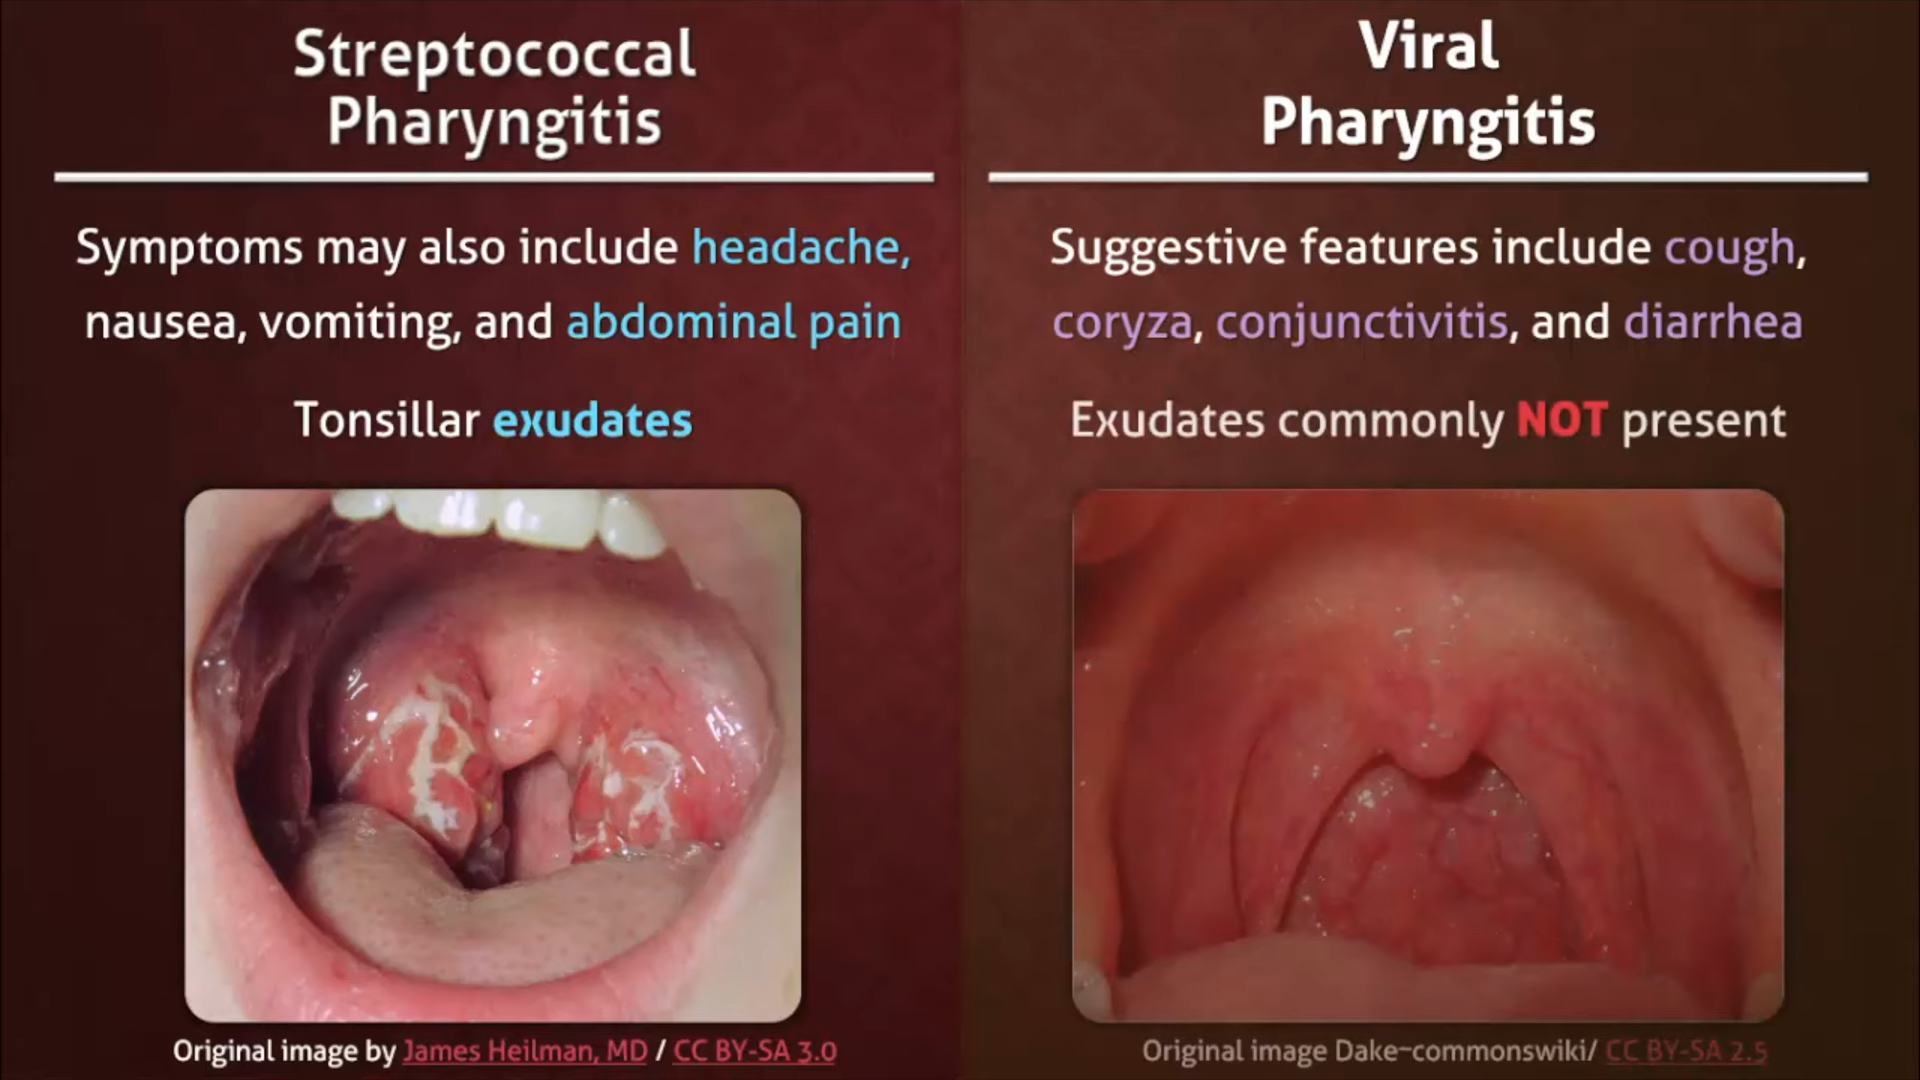 Streptococcal
Pharyngitis
Symptoms may also include headache,
nausea, vomiting, and abdominal pain
Tonsillar exudates
Original image by James Heilman, MD / CC BY-SA 3.0
Viral
Pharyngitis
Suggestive features include cough,
coryza, conjunctivitis, and diarrhea
Exudates commonly NOT present
Original image Dake~commonswiki/ CC BY-SA 2.5